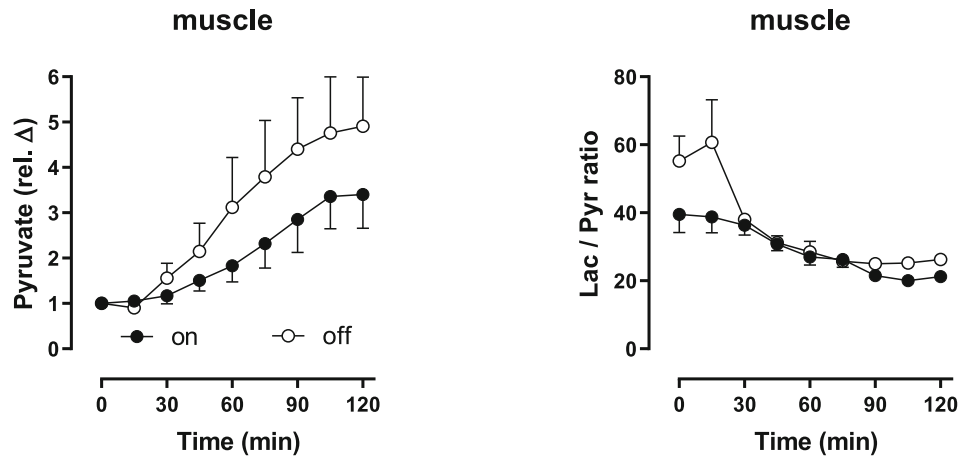 muscle
Pyruvate (rel. Δ)
6
5
4
3
2
1
0
on
off
0 30 60 90 120
Time (min)
muscle
Lac / Pyr ratio
80
60
40
20
0
0 30 60 90 120
Time (min)